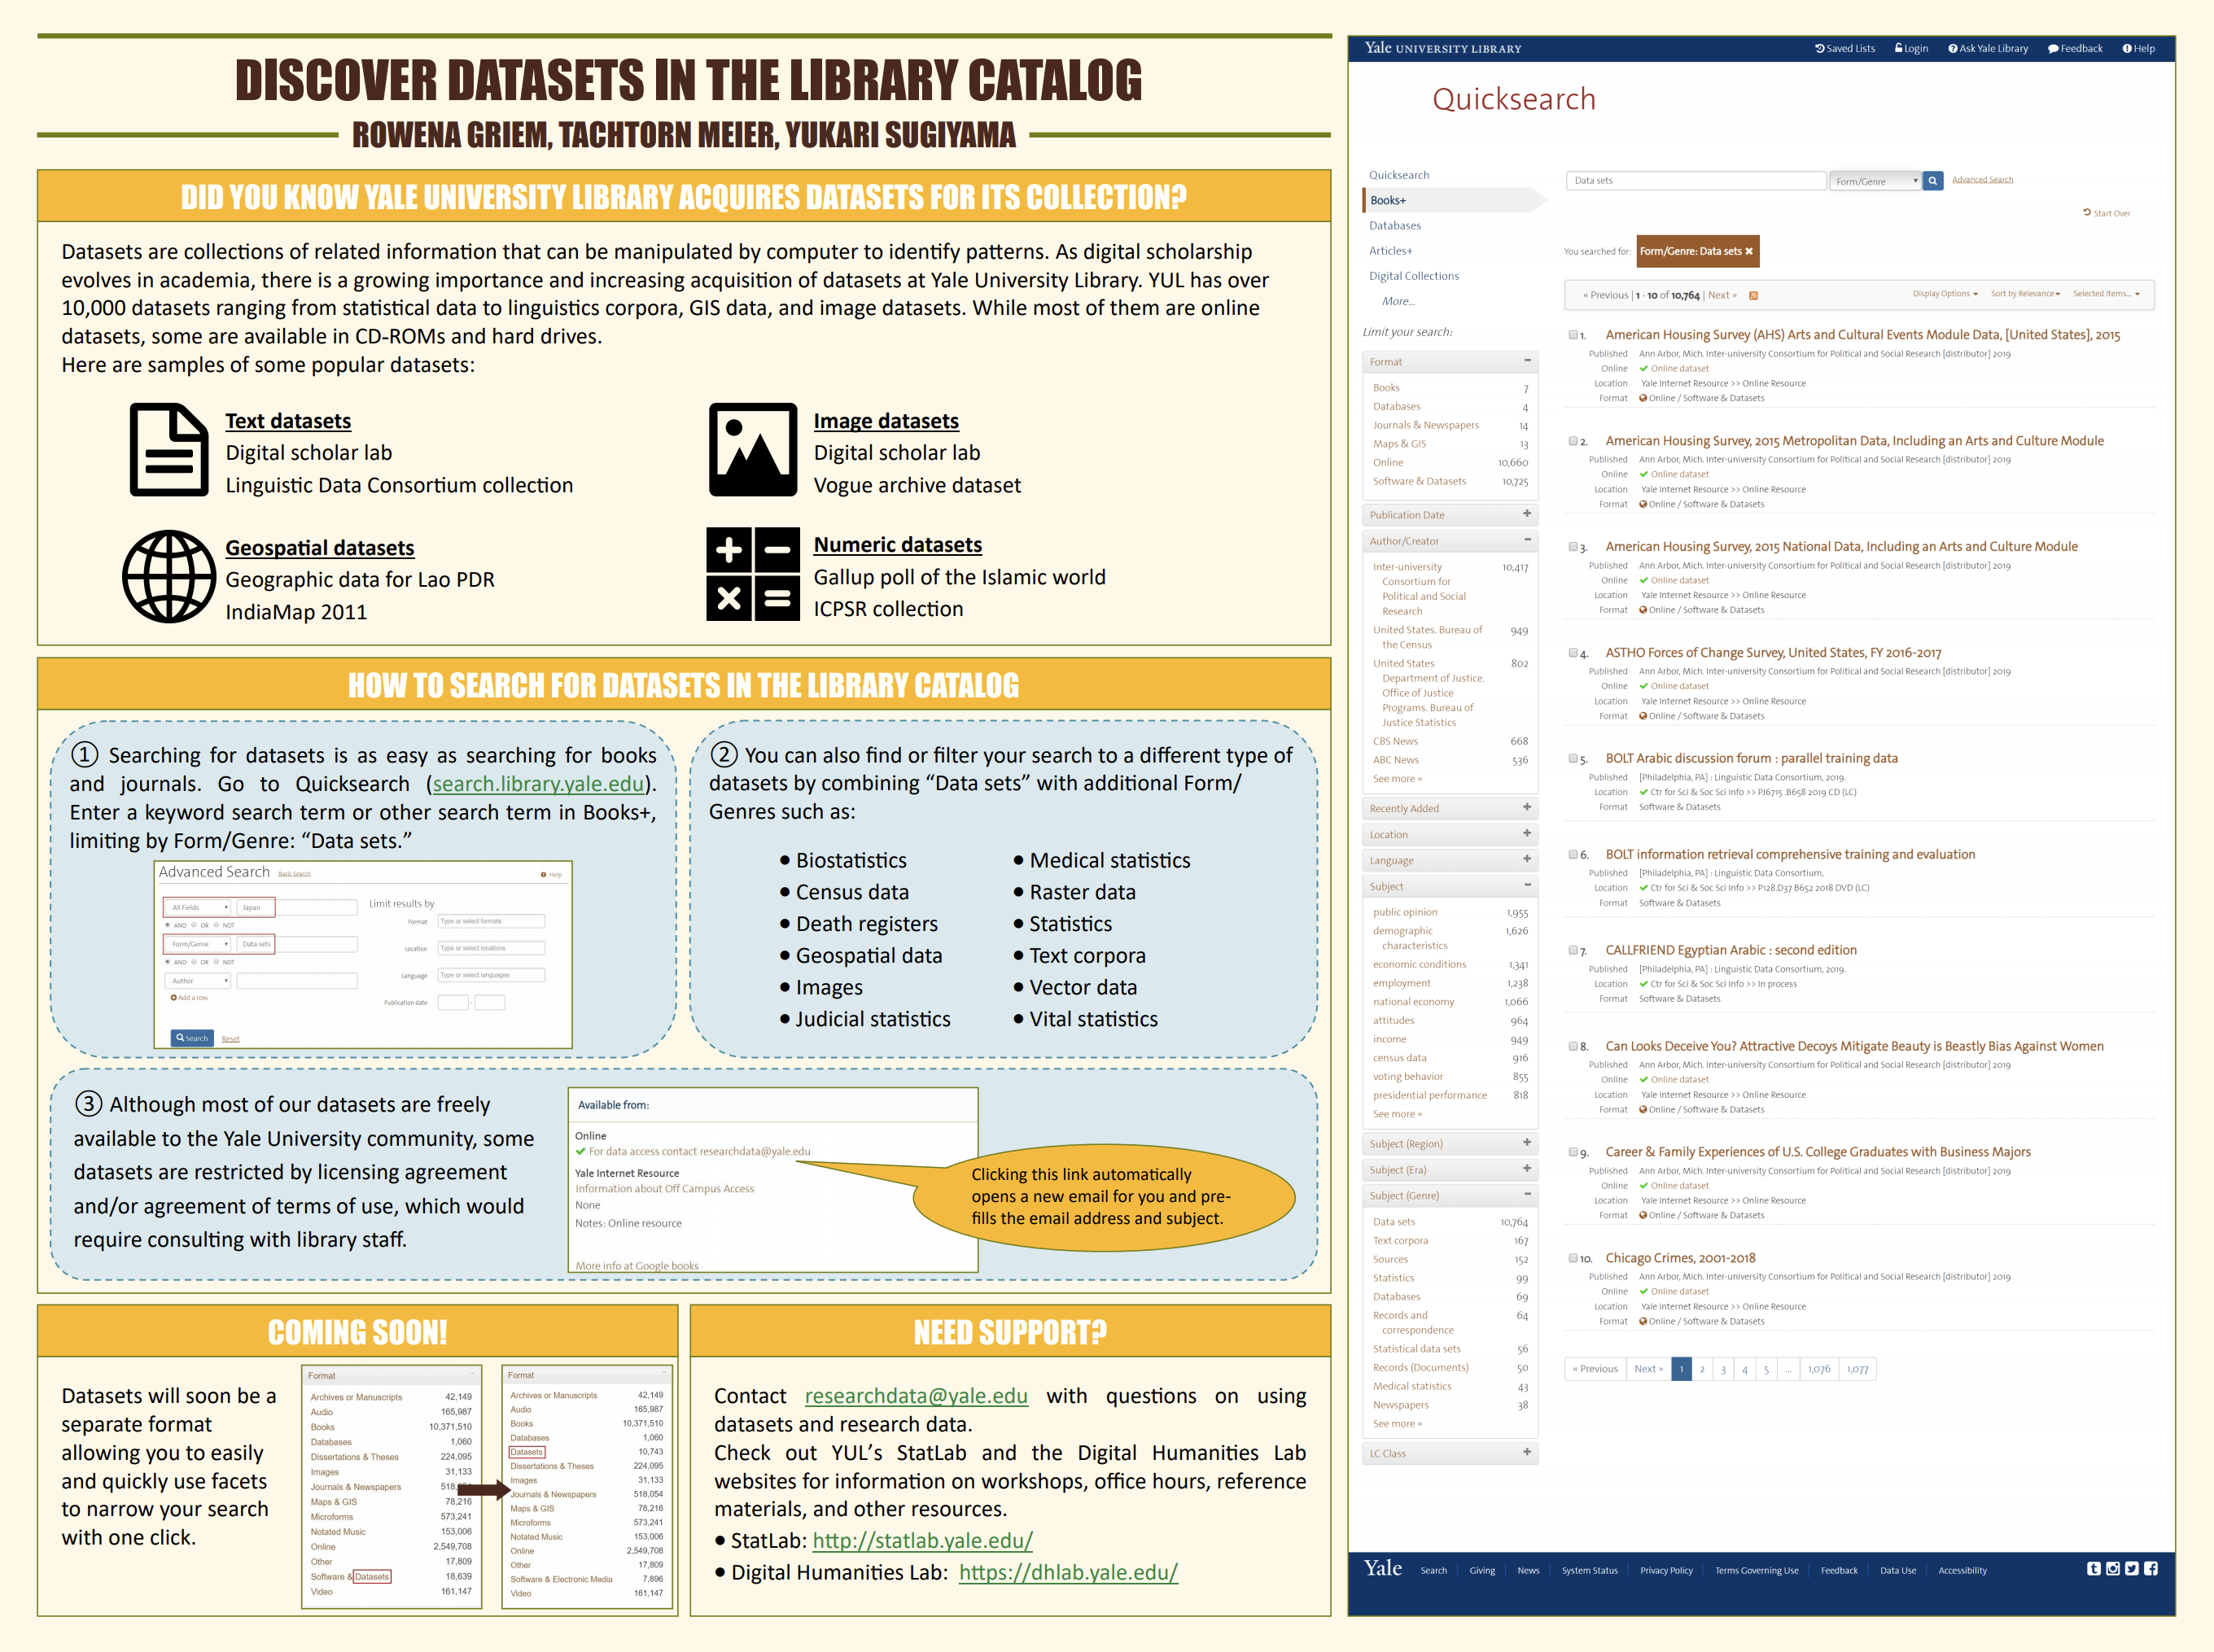 DISCOVER DATASETS IN THE LIBRARY CATALOG
ROWENA GRIEM, TACHTORN MEIER, YUKARI SUGIYAMA
DID YOU KNOW YALE UNIVERSITY LIBRARY ACQUIRES DATASETS FOR ITS COLLECTION?
Datasets are collections of related information that can be manipulated by computer to identify patterns. As digital scholarship
evolves in academia, there is a growing importance and increasing acquisition of datasets at Yale University Library. YUL has over
10,000 datasets ranging from statistical data to linguistics corpora, GIS data, and image datasets. While most of them are online
datasets, some are available in CD-ROMs and hard drives.
Here are samples of some popular datasets:
Text datasets
Digital scholar lab
Linguistic Data Consortium collection
Image datasets
Digital scholar lab
Vogue archive dataset
Geospatial datasets
Geographic data for Lao PDR
IndiaMap 2011
Numeric datasets
Gallup poll of the Islamic world
ICPSR collection
HOW TO SEARCH FOR DATASETS IN THE LIBRARY CATALOG
① Searching for datasets is as easy as searching for books
and journals. Go to Quicksearch (search.library.yale.edu).
Enter a keyword search term or other search term in Books+,
limiting by Form/Genre: “Data sets.”
Advanced Search Basic Search Help
All Fields Japan
AND OR NOT
Form/Genre Data sets
AND OR NOT
Author
Add a row
Search Reset
Limit results by
Format Type or select formats
Location Type or select locations
Language Type or select languages
Publication date -
② You can also find or filter your search to a different type of
datasets by combining “Data sets” with additional Form/
Genres such as:
• Biostatistics
• Census data
• Death registers
• Geospatial data
• Images
• Judicial statistics
• Medical statistics
• Raster data
• Statistics
• Text corpora
• Vector data
• Vital statistics
③ Although most of our datasets are freely
available to the Yale University community, some
datasets are restricted by licensing agreement
and/or agreement of terms of use, which would
require consulting with library staff.
Available from:
Online
✔ For data access contact researchdata@yale.edu
Yale Internet Resource
Information about Off Campus Access
None
Notes: Online resource
More info at Google books
Clicking this link automatically
opens a new email for you and pre-
fills the email address and subject.
COMING SOON!
Datasets will soon be a
separate format
allowing you to easily
and quickly use facets
to narrow your search
with one click.
Format −
Archives or Manuscripts 42,149
Audio 165,987
Books 10,371,510
Databases 1,060
Dissertations & Theses 224,095
Images 31,133
Journals & Newspapers 518,
Maps & GIS 78,216
Microforms 573,241
Notated Music 153,006
Online 2,549,708
Other 17,809
Software & Datasets 18,639
Video 161,147
Format −
Archives or Manuscripts 42,149
Audio 165,987
Books 10,371,510
Databases 1,060
Datasets 10,743
Dissertations & Theses 224,095
Images 31,133
Journals & Newspapers 518,054
Maps & GIS 78,216
Microforms 573,241
Notated Music 153,006
Online 2,549,708
Other 17,809
Software & Electronic Media 7,896
Video 161,147
NEED SUPPORT?
Contact researchdata@yale.edu with questions on using
datasets and research data.
Check out YUL’s StatLab and the Digital Humanities Lab
websites for information on workshops, office hours, reference
materials, and other resources.
• StatLab: http://statlab.yale.edu/
• Digital Humanities Lab: https://dhlab.yale.edu/
Yale UNIVERSITY LIBRARY Saved Lists Login Ask Yale Library Feedback Help
Quicksearch
Quicksearch
Books+
Databases
Articles+
Digital Collections
More...
Limit your search:
Format −
Books 7
Databases 4
Journals & Newspapers 14
Maps & GIS 13
Online 10,660
Software & Datasets 10,725
Publication Date +
Author/Creator −
Inter-university 10,417
Consortium for
Political and Social
Research
United States. Bureau of 949
the Census
United States 802
Department of Justice.
Office of Justice
Programs. Bureau of
Justice Statistics
CBS News 668
ABC News 536
See more »
Recently Added +
Location +
Language +
Subject −
public opinion 1,955
demographic 1,626
characteristics
economic conditions 1,341
employment 1,238
national economy 1,066
attitudes 964
income 949
census data 916
voting behavior 855
presidential performance 818
See more »
Subject (Region) +
Subject (Era) +
Subject (Genre) −
Data sets 10,764
Text corpora 167
Sources 152
Statistics 99
Databases 69
Records and 64
correspondence
Statistical data sets 56
Records (Documents) 50
Medical statistics 43
Newspapers 38
See more »
LC Class +
Data sets Form/Genre Advanced Search
Start Over
You searched for: Form/Genre: Data sets ✖
« Previous | 1 - 10 of 10,764 | Next » Display Options Sort by Relevance Selected items...
1. American Housing Survey (AHS) Arts and Cultural Events Module Data, [United States], 2015
Published Ann Arbor, Mich. Inter-university Consortium for Political and Social Research [distributor] 2019
Online ✔ Online dataset
Location Yale Internet Resource >> Online Resource
Format Online / Software & Datasets
2. American Housing Survey, 2015 Metropolitan Data, Including an Arts and Culture Module
Published Ann Arbor, Mich. Inter-university Consortium for Political and Social Research [distributor] 2019
Online ✔ Online dataset
Location Yale Internet Resource >> Online Resource
Format Online / Software & Datasets
3. American Housing Survey, 2015 National Data, Including an Arts and Culture Module
Published Ann Arbor, Mich. Inter-university Consortium for Political and Social Research [distributor] 2019
Online ✔ Online dataset
Location Yale Internet Resource >> Online Resource
Format Online / Software & Datasets
4. ASTHO Forces of Change Survey, United States, FY 2016-2017
Published Ann Arbor, Mich. Inter-university Consortium for Political and Social Research [distributor] 2019
Online ✔ Online dataset
Location Yale Internet Resource >> Online Resource
Format Online / Software & Datasets
5. BOLT Arabic discussion forum : parallel training data
Published [Philadelphia, PA] : Linguistic Data Consortium, 2019.
Location ✔ Ctr for Sci & Soc Sci Info >> PJ6715 .B658 2019 CD (LC)
Format Software & Datasets
6. BOLT information retrieval comprehensive training and evaluation
Published [Philadelphia, PA] : Linguistic Data Consortium,
Location ✔ Ctr for Sci & Soc Sci Info >> P128.D37 B652 2018 DVD (LC)
Format Software & Datasets
7. CALLFRIEND Egyptian Arabic : second edition
Published [Philadelphia, PA] : Linguistic Data Consortium, 2019.
Location ✔ Ctr for Sci & Soc Sci Info >> In process
Format Software & Datasets
8. Can Looks Deceive You? Attractive Decoys Mitigate Beauty is Beastly Bias Against Women
Published Ann Arbor, Mich. Inter-university Consortium for Political and Social Research [distributor] 2019
Online ✔ Online dataset
Location Yale Internet Resource >> Online Resource
Format Online / Software & Datasets
9. Career & Family Experiences of U.S. College Graduates with Business Majors
Published Ann Arbor, Mich. Inter-university Consortium for Political and Social Research [distributor] 2019
Online ✔ Online dataset
Location Yale Internet Resource >> Online Resource
Format Online / Software & Datasets
10. Chicago Crimes, 2001-2018
Published Ann Arbor, Mich. Inter-university Consortium for Political and Social Research [distributor] 2019
Online ✔ Online dataset
Location Yale Internet Resource >> Online Resource
Format Online / Software & Datasets
« Previous Next » 1 2 3 4 5 ... 1,076 1,077
Yale Search Giving News System Status Privacy Policy Terms Governing Use Feedback Data Use Accessibility